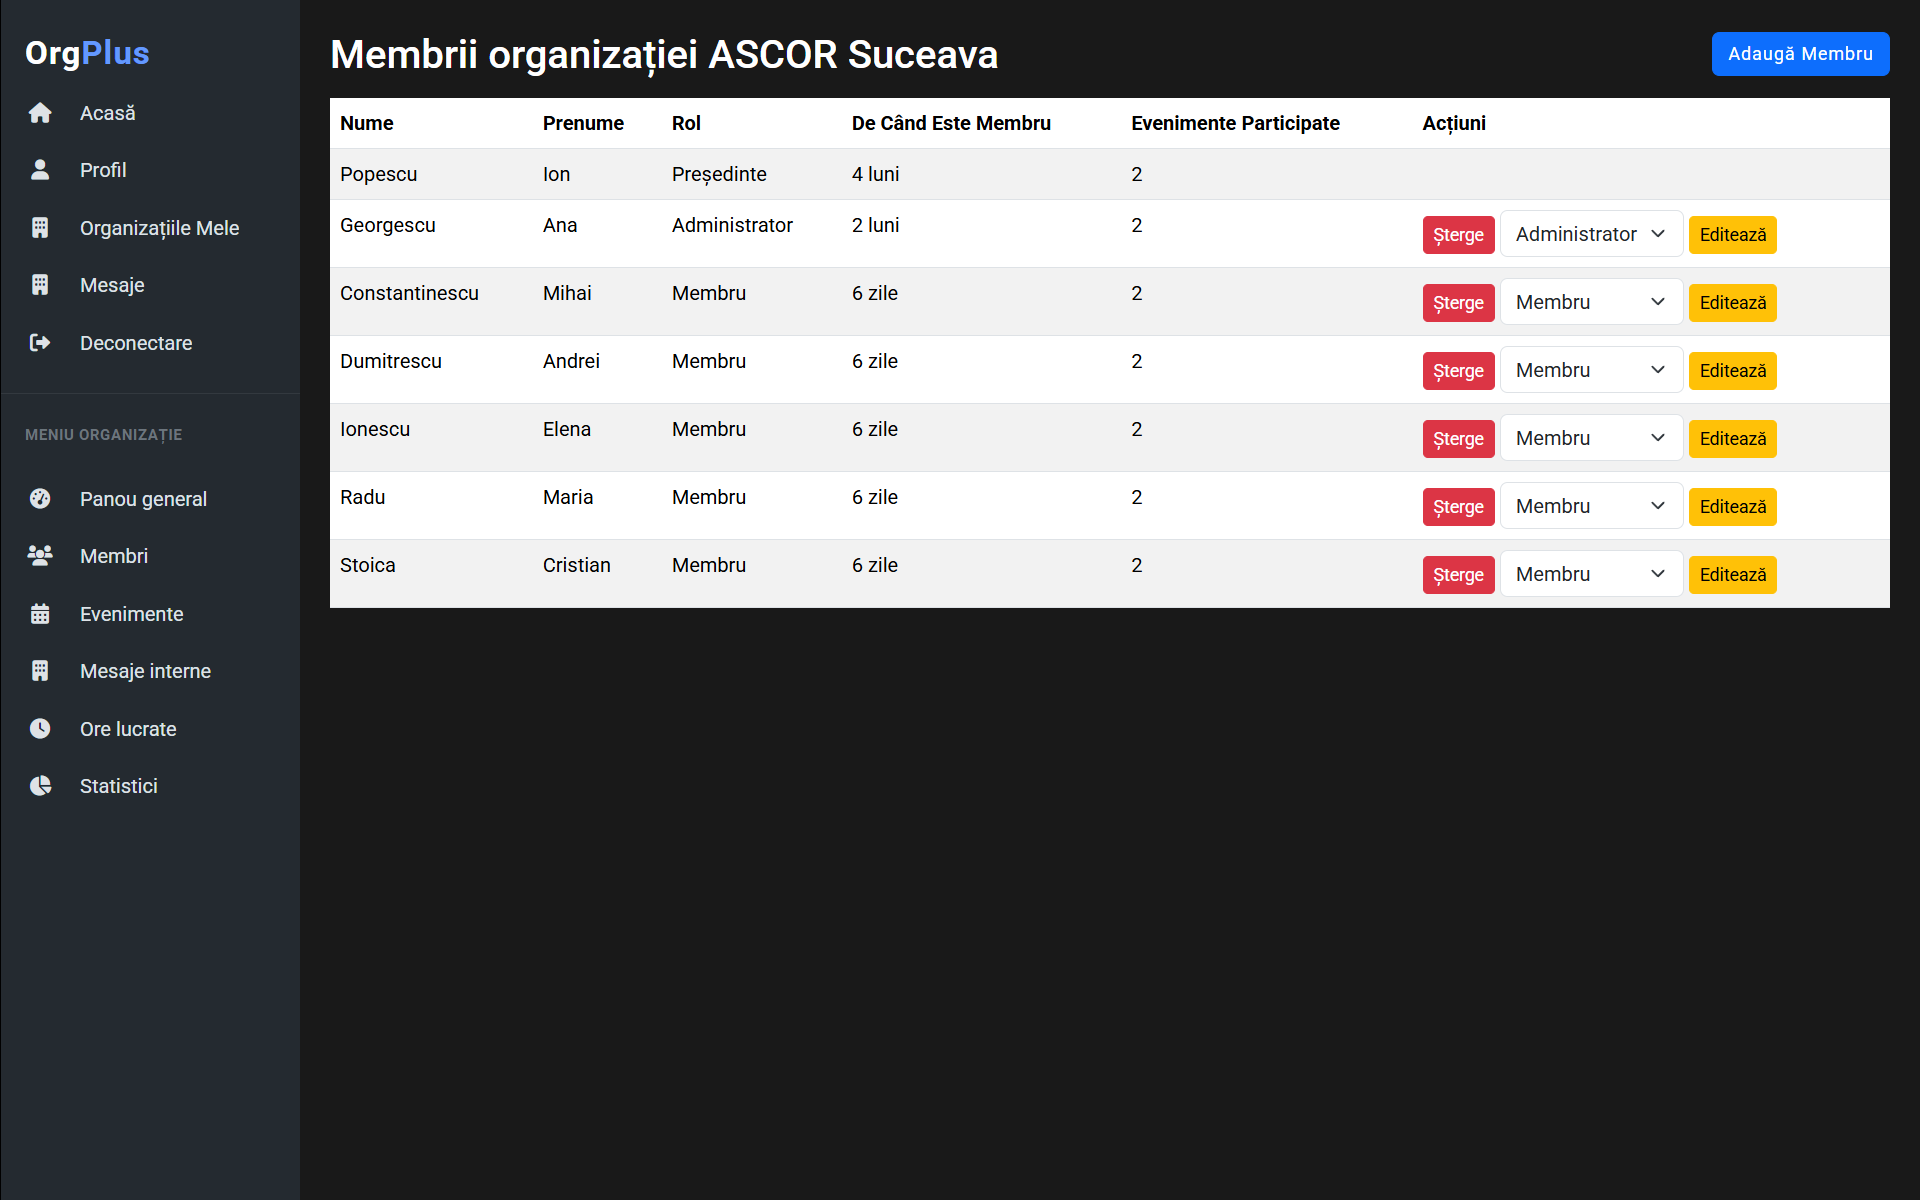 OrgPlus
Acasă
Profil
Organizațiile Mele
Mesaje
Deconectare
MENIU ORGANIZAȚIE
Panou general
Membri
Evenimente
Mesaje interne
Ore lucrate
Statistici
Membrii organizației ASCOR Suceava
Adaugă Membru
Nume Prenume Rol De Când Este Membru Evenimente Participate Acțiuni
Popescu Ion Președinte 4 luni 2
Georgescu Ana Administrator 2 luni 2 Șterge Administrator Editează
Constantinescu Mihai Membru 6 zile 2 Șterge Membru Editează
Dumitrescu Andrei Membru 6 zile 2 Șterge Membru Editează
Ionescu Elena Membru 6 zile 2 Șterge Membru Editează
Radu Maria Membru 6 zile 2 Șterge Membru Editează
Stoica Cristian Membru 6 zile 2 Șterge Membru Editează